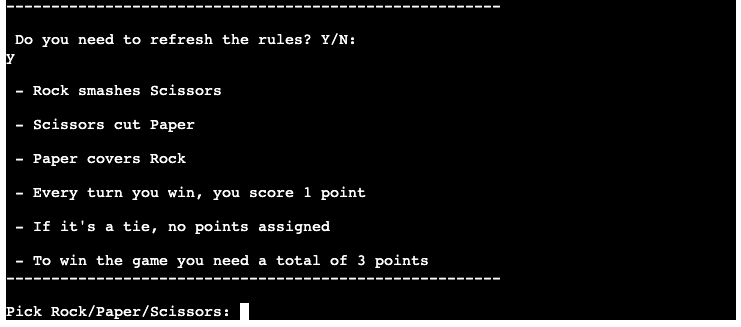 -------------------------------------------------------
Do you need to refresh the rules? Y/N:
y
- Rock smashes Scissors
- Scissors cut Paper
- Paper covers Rock
- Every turn you win, you score 1 point
- If it's a tie, no points assigned
- To win the game you need a total of 3 points
-------------------------------------------------------
Pick Rock/Paper/Scissors: